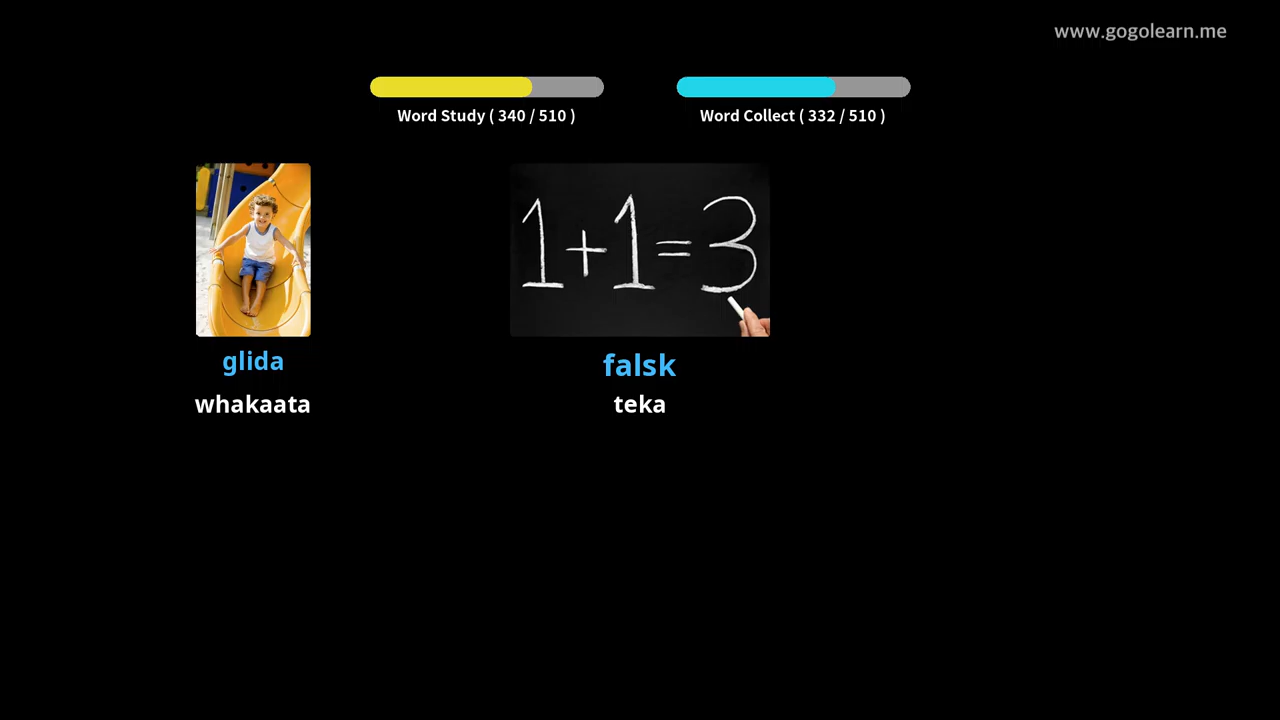 www.gogolearn.me
Word Study ( 340 / 510 )
Word Collect ( 332 / 510 )
1+1=3
glida
falsk
whakaata
teka